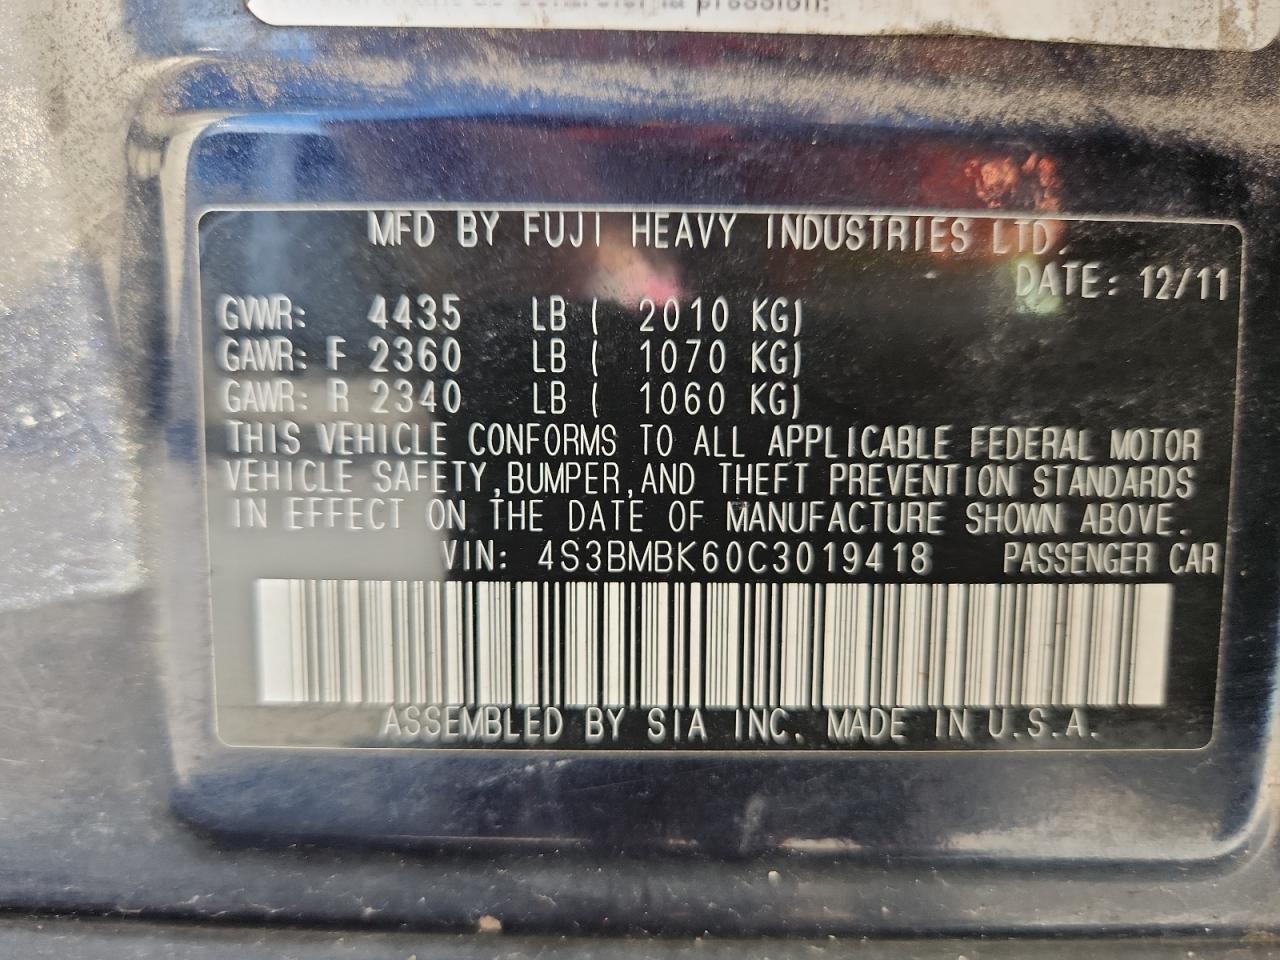 MFD BY FUJI HEAVY INDUSTRIES LTD.
DATE: 12/11
GVWR: 4435 LB ( 2010 KG)
GAWR: F 2360 LB ( 1070 KG)
GAWR: R 2340 LB ( 1060 KG)
THIS VEHICLE CONFORMS TO ALL APPLICABLE FEDERAL MOTOR
VEHICLE SAFETY,BUMPER,AND THEFT PREVENTION STANDARDS
IN EFFECT ON THE DATE OF MANUFACTURE SHOWN ABOVE.
VIN: 4S3BMBK60C3019418 PASSENGER CAR
ASSEMBLED BY SIA INC. MADE IN U.S.A.